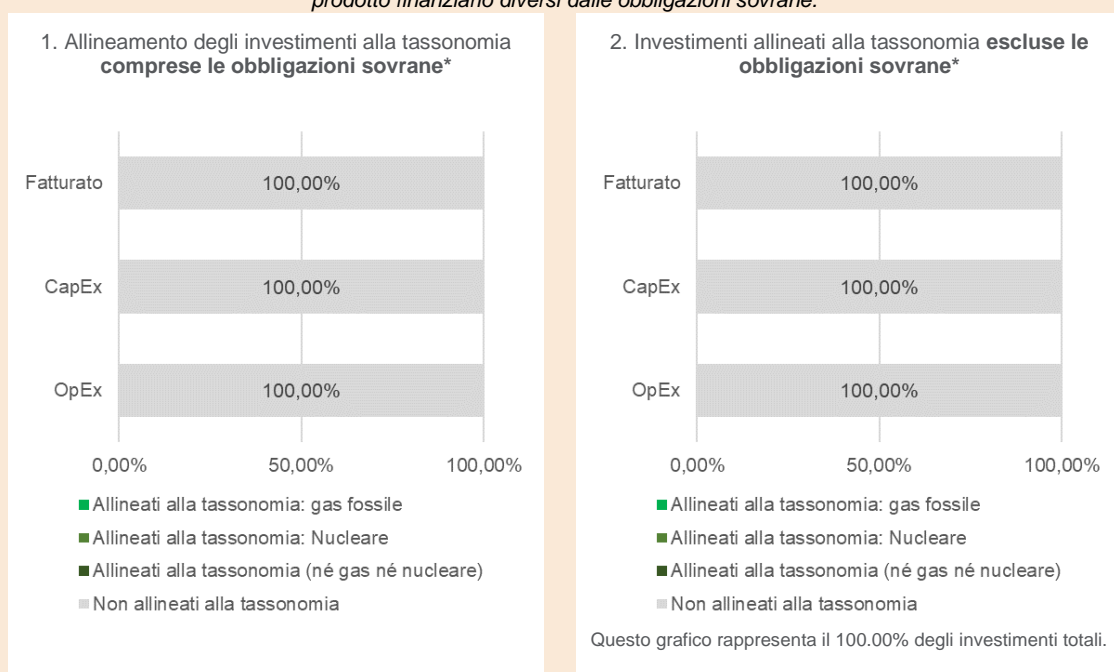 prodotto finanziario diversi dalle obbligazioni sovrane.
1. Allineamento degli investimenti alla tassonomia
comprese le obbligazioni sovrane*
Fatturato
100,00%
CapEx
100,00%
OpEx
100,00%
0,00%
50,00%
100,00%
Allineati alla tassonomia: gas fossile
Allineati alla tassonomia: Nucleare
Allineati alla tassonomia (né gas né nucleare)
Non allineati alla tassonomia
2. Investimenti allineati alla tassonomia escluse le
obbligazioni sovrane*
Fatturato
100,00%
CapEx
100,00%
OpEx
100,00%
0,00%
50,00%
100,00%
Allineati alla tassonomia: gas fossile
Allineati alla tassonomia: Nucleare
Allineati alla tassonomia (né gas né nucleare)
Non allineati alla tassonomia
Questo grafico rappresenta il 100.00% degli investimenti totali.